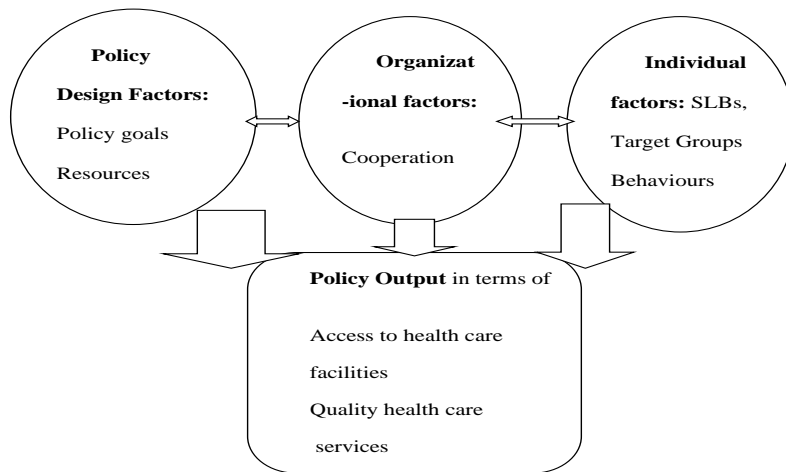 Policy
Design Factors:
Policy goals
Resources
Organizat
-ional factors:
Cooperation
Individual
factors: SLBs,
Target Groups
Behaviours
Policy Output in terms of
Access to health care
facilities
Quality health care
services